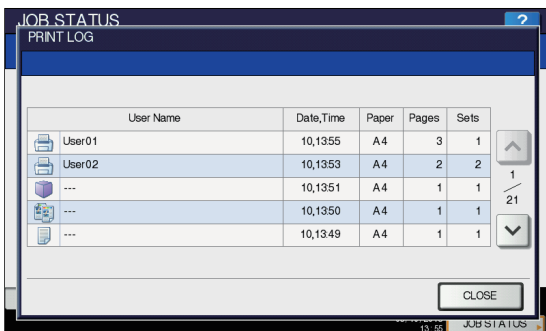 JOB STATUS
?
PRINT LOG
User Name Date,Time Paper Pages Sets
User01 10,13:55 A4 3 1
User02 10,13:53 A4 2 2
--- 10,13:51 A4 1 1
--- 10,13:50 A4 1 1
--- 10,13:49 A4 1 1
1
21
CLOSE
13:55 JOB STATUS